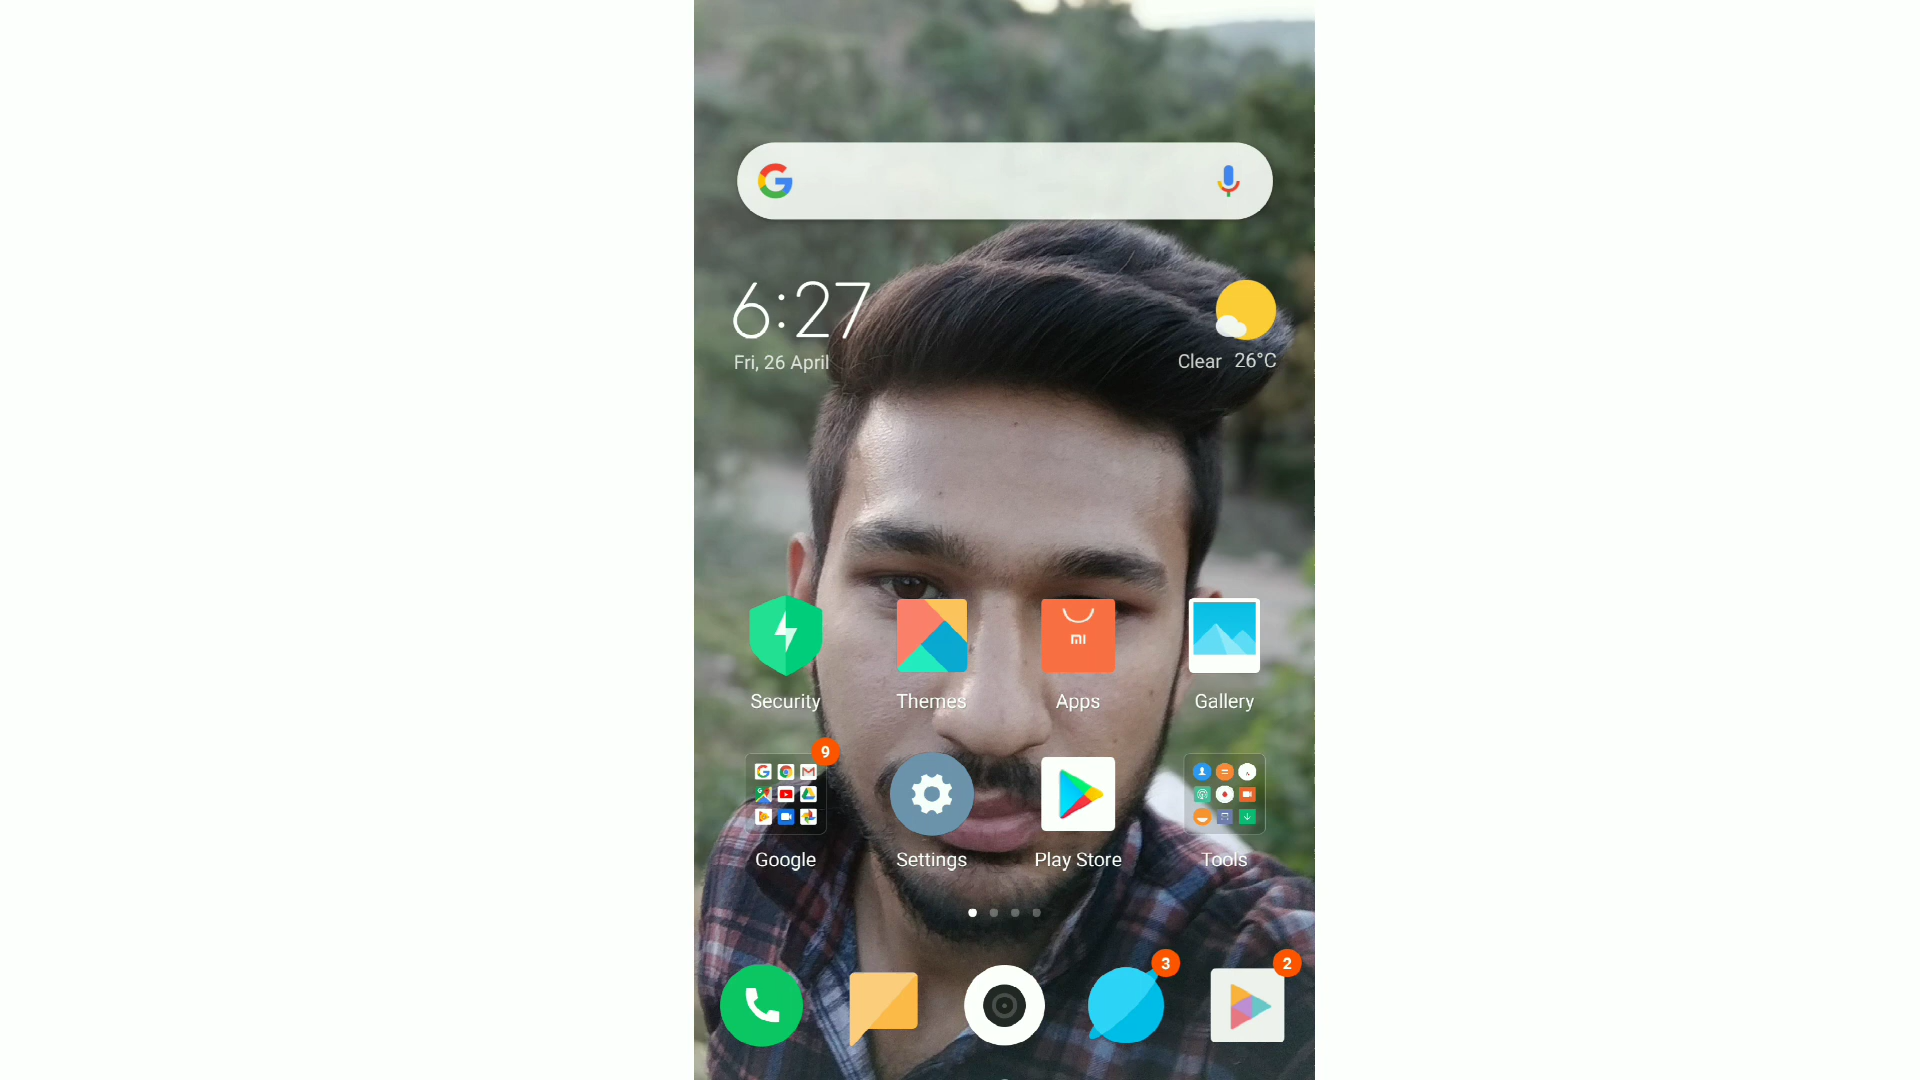 6:27
Fri, 26 April
Clear 26°C
mi
Security
Themes
Apps
Gallery
9
Google
Settings
Play Store
Tools
3
2